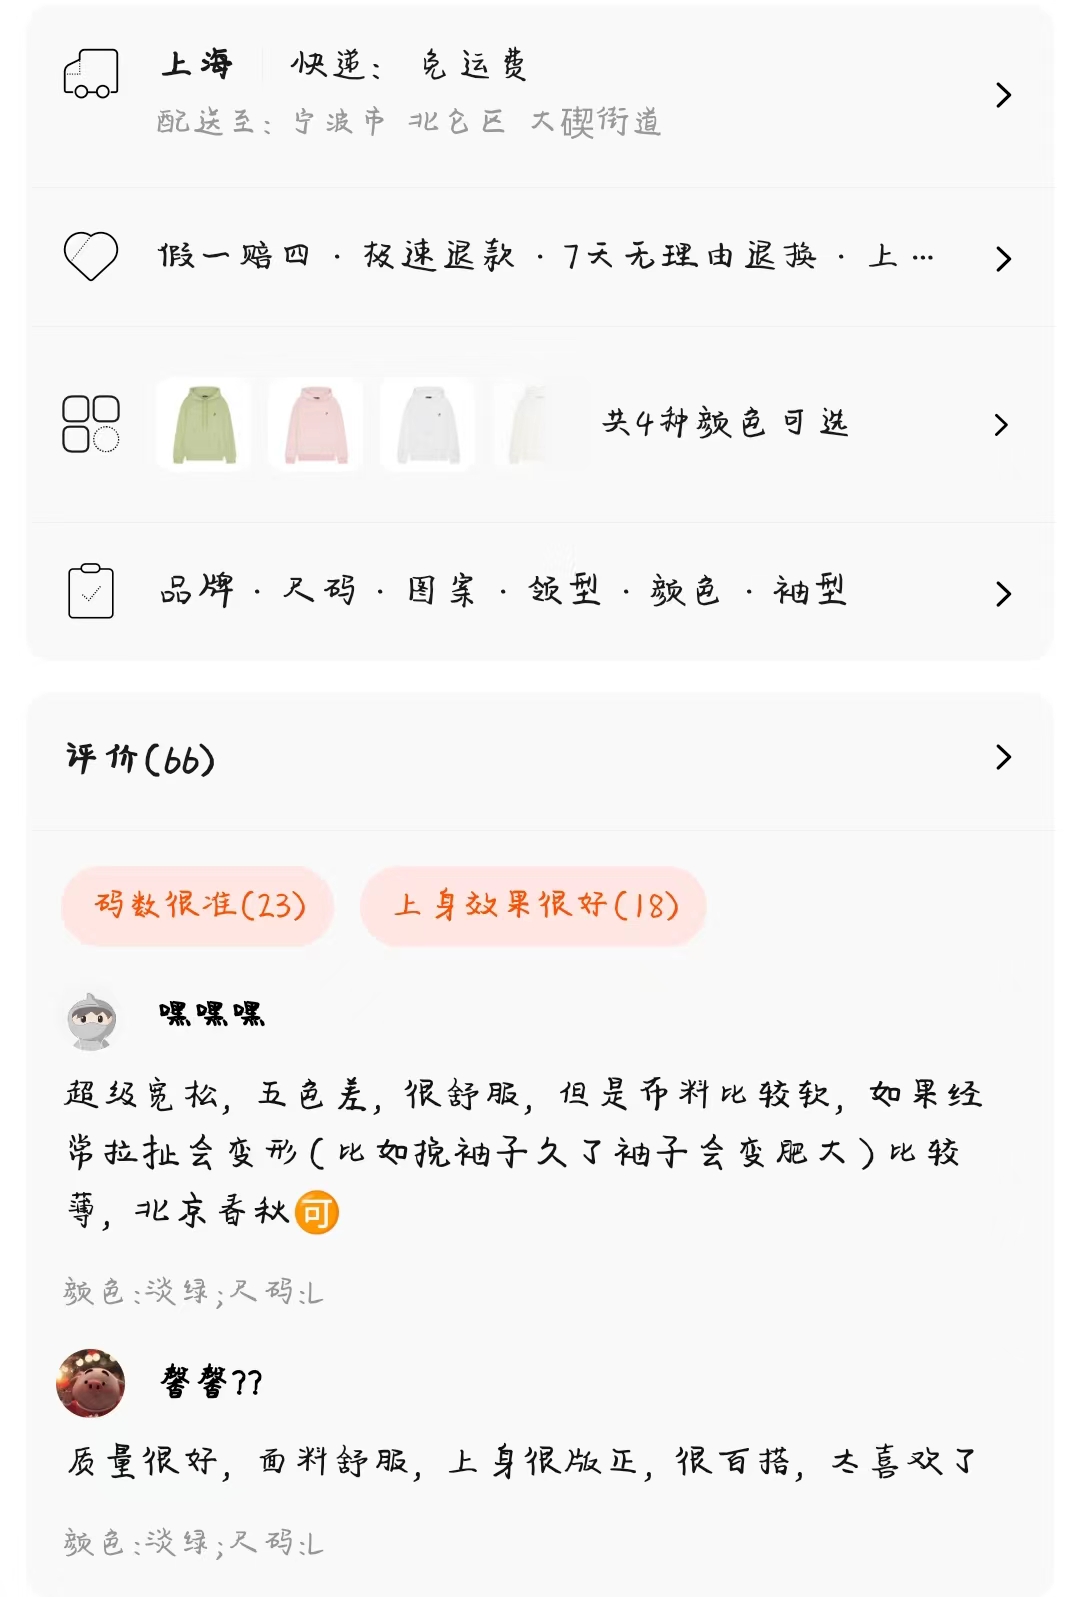 上海 快递： 免运费
配送至：宁波市 北仑区 大碶街道
假一赔四 · 极速退款 · 7天无理由退换 · 上 …
共4种颜色可选
品牌 · 尺码 · 图案 · 领型 · 颜色 · 袖型
评价(66)
码数很准(23) 上身效果很好(18)
嘿嘿嘿
超级宽松，五色差，很舒服，但是布料比较软，如果经
常拉扯会变形（比如挽袖子久了袖子会变肥大）比较
薄，北京春秋🉑
颜色:淡绿;尺码:L
馨馨??
质量很好，面料舒服，上身很版正，很百搭，太喜欢了
颜色:淡绿;尺码:L